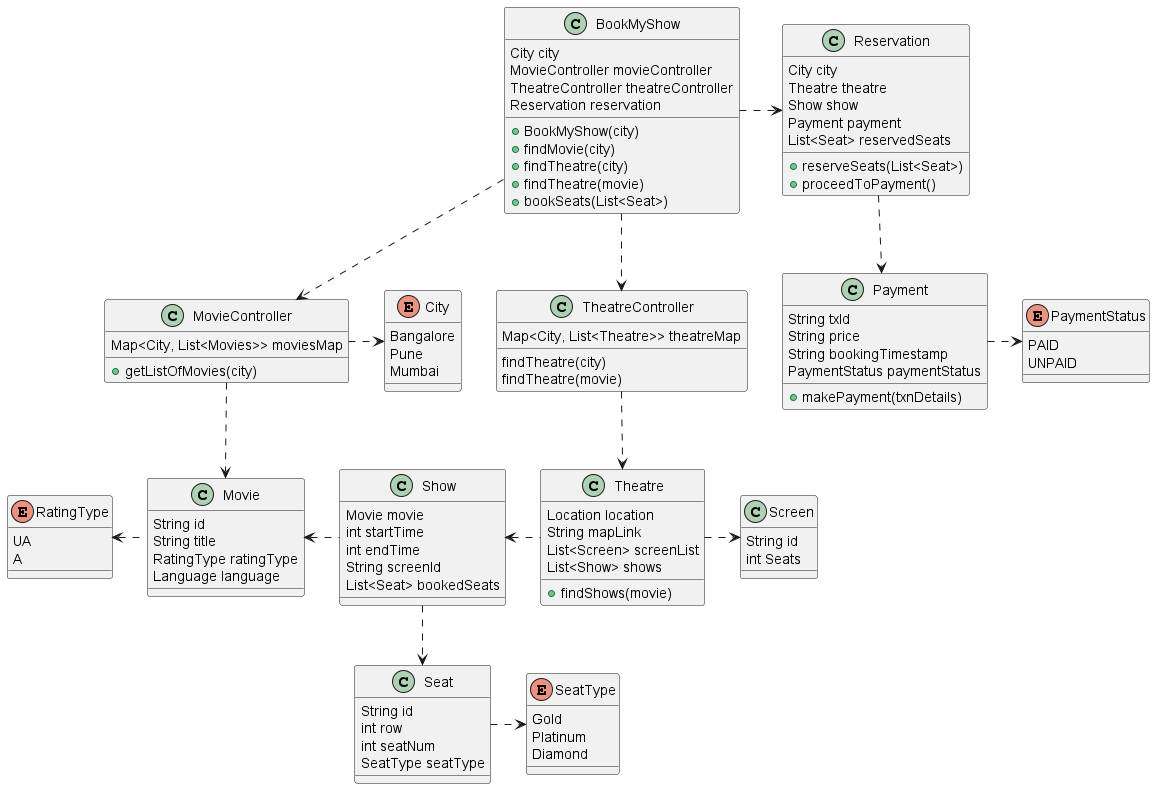 C BookMyShow
City city
MovieController movieController
TheatreController theatreController
Reservation reservation
BookMyShow(city)
findMovie(city)
findTheatre(city)
findTheatre(movie)
bookSeats(List<Seat>)
C Reservation
City city
Theatre theatre
Show show
Payment payment
List<Seat> reservedSeats
reserveSeats(List<Seat>)
proceedToPayment()
C MovieController
Map<City, List<Movies>> moviesMap
getListOfMovies(city)
E City
Bangalore
Pune
Mumbai
C TheatreController
Map<City, List<Theatre>> theatreMap
findTheatre(city)
findTheatre(movie)
C Payment
String txId
String price
String bookingTimestamp
PaymentStatus paymentStatus
makePayment(txnDetails)
E PaymentStatus
PAID
UNPAID
E RatingType
UA
A
C Movie
String id
String title
RatingType ratingType
Language language
C Show
Movie movie
int startTime
int endTime
String screenId
List<Seat> bookedSeats
C Theatre
Location location
String mapLink
List<Screen> screenList
List<Show> shows
findShows(movie)
C Screen
String id
int Seats
C Seat
String id
int row
int seatNum
SeatType seatType
E SeatType
Gold
Platinum
Diamond